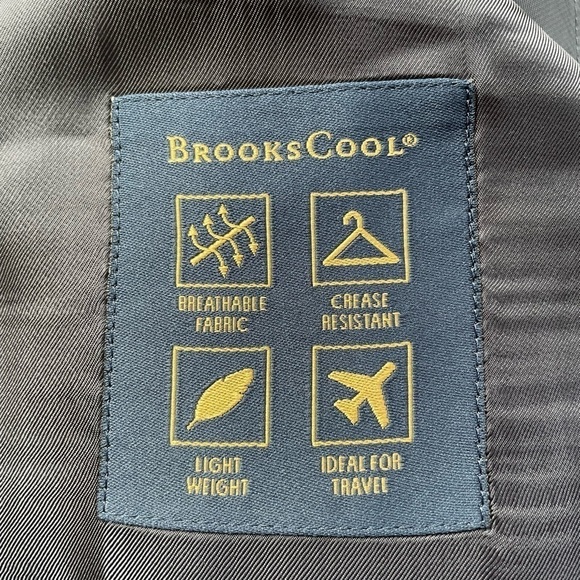 BROOKSCOOL®
BREATHABLE
FABRIC
CREASE
RESISTANT
LIGHT
WEIGHT
IDEAL FOR
TRAVEL